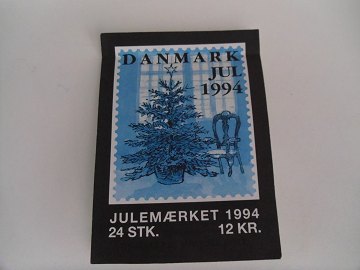 DANMARK
JUL
1994
JULEMÆRKET 1994
24 STK. 12 KR.